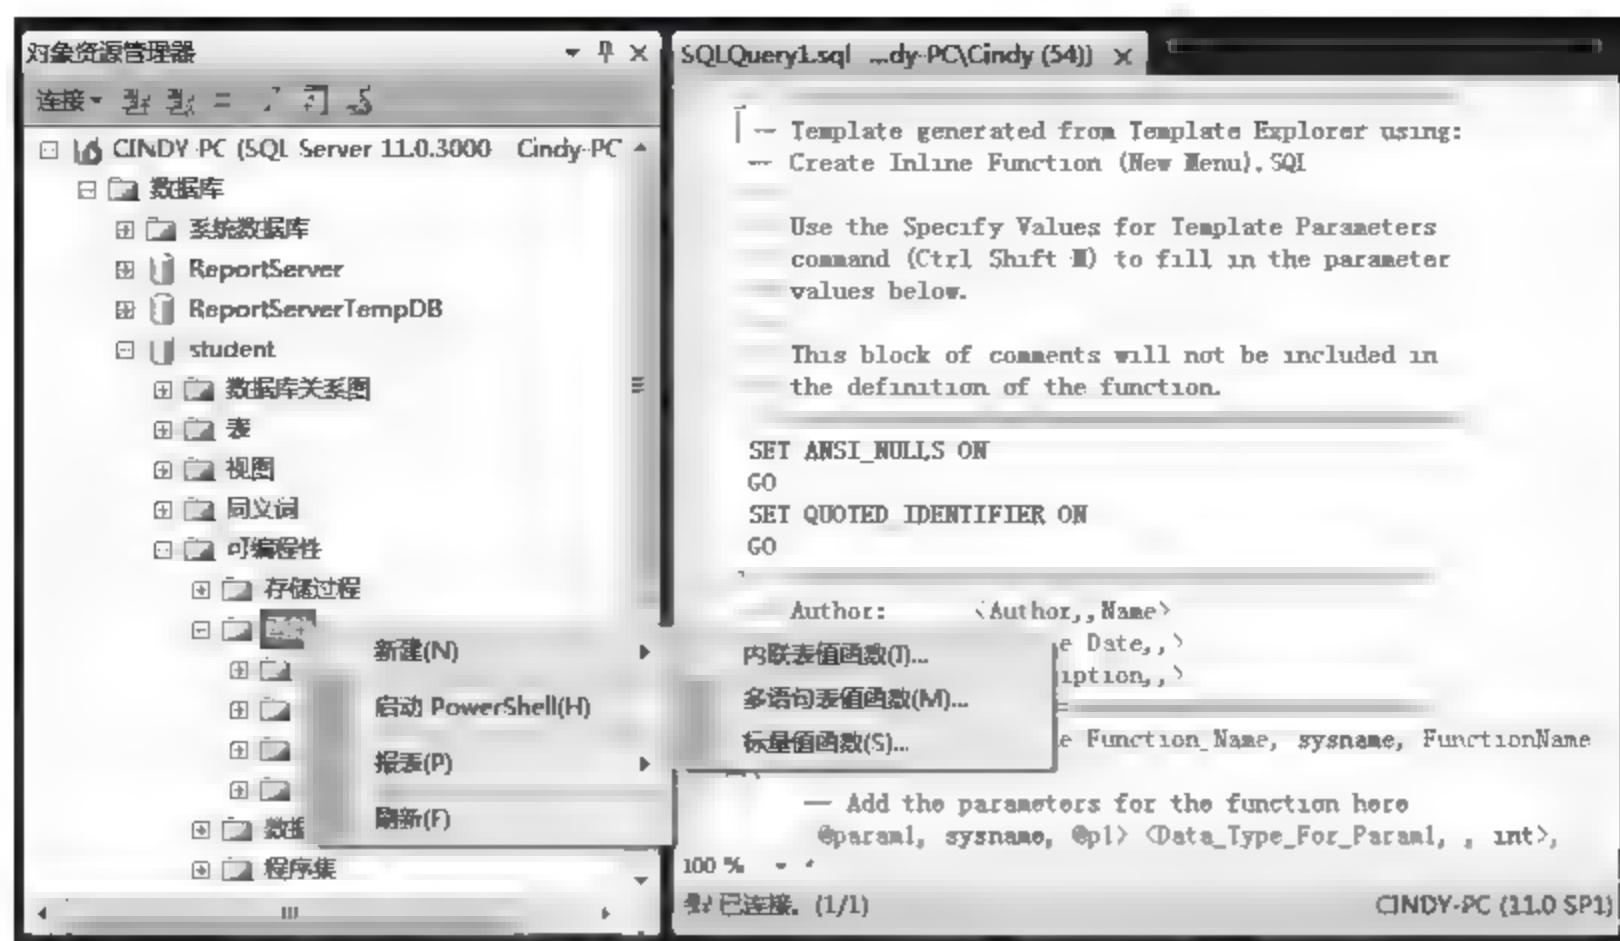 对象资源管理器
连接
CINDY-PC (SQL Server 11.0.3000 Cindy-PC
数据库
系统数据库
ReportServer
ReportServerTempDB
student
数据库关系图
表
视图
同义词
可编程性
存储过程
数据
程序集
新建(N)
启动 PowerShell(H)
报表(P)
刷新(F)
内联表值函数(I)...
多语句表值函数(M)...
标量值函数(S)...
SQLQuery1.sql ...dy-PC\Cindy (54))
-- Template generated from Template Explorer using:
-- Create Inline Function (New Menu).SQL
Use the Specify Values for Template Parameters
command (Ctrl Shift M) to fill in the parameter
values below.
This block of comments will not be included in
the definition of the function.
SET ANSI_NULLS ON
GO
SET QUOTED_IDENTIFIER ON
GO
Author: <Author,,Name>
e Date,,>
iption,,>
e Function_Name, sysname, FunctionName
-- Add the parameters for the function here
@param1, sysname, @p1> <Data_Type_For_Param1, , int>,
100 %
已连接。(1/1)
CINDY-PC (11.0 SP1)